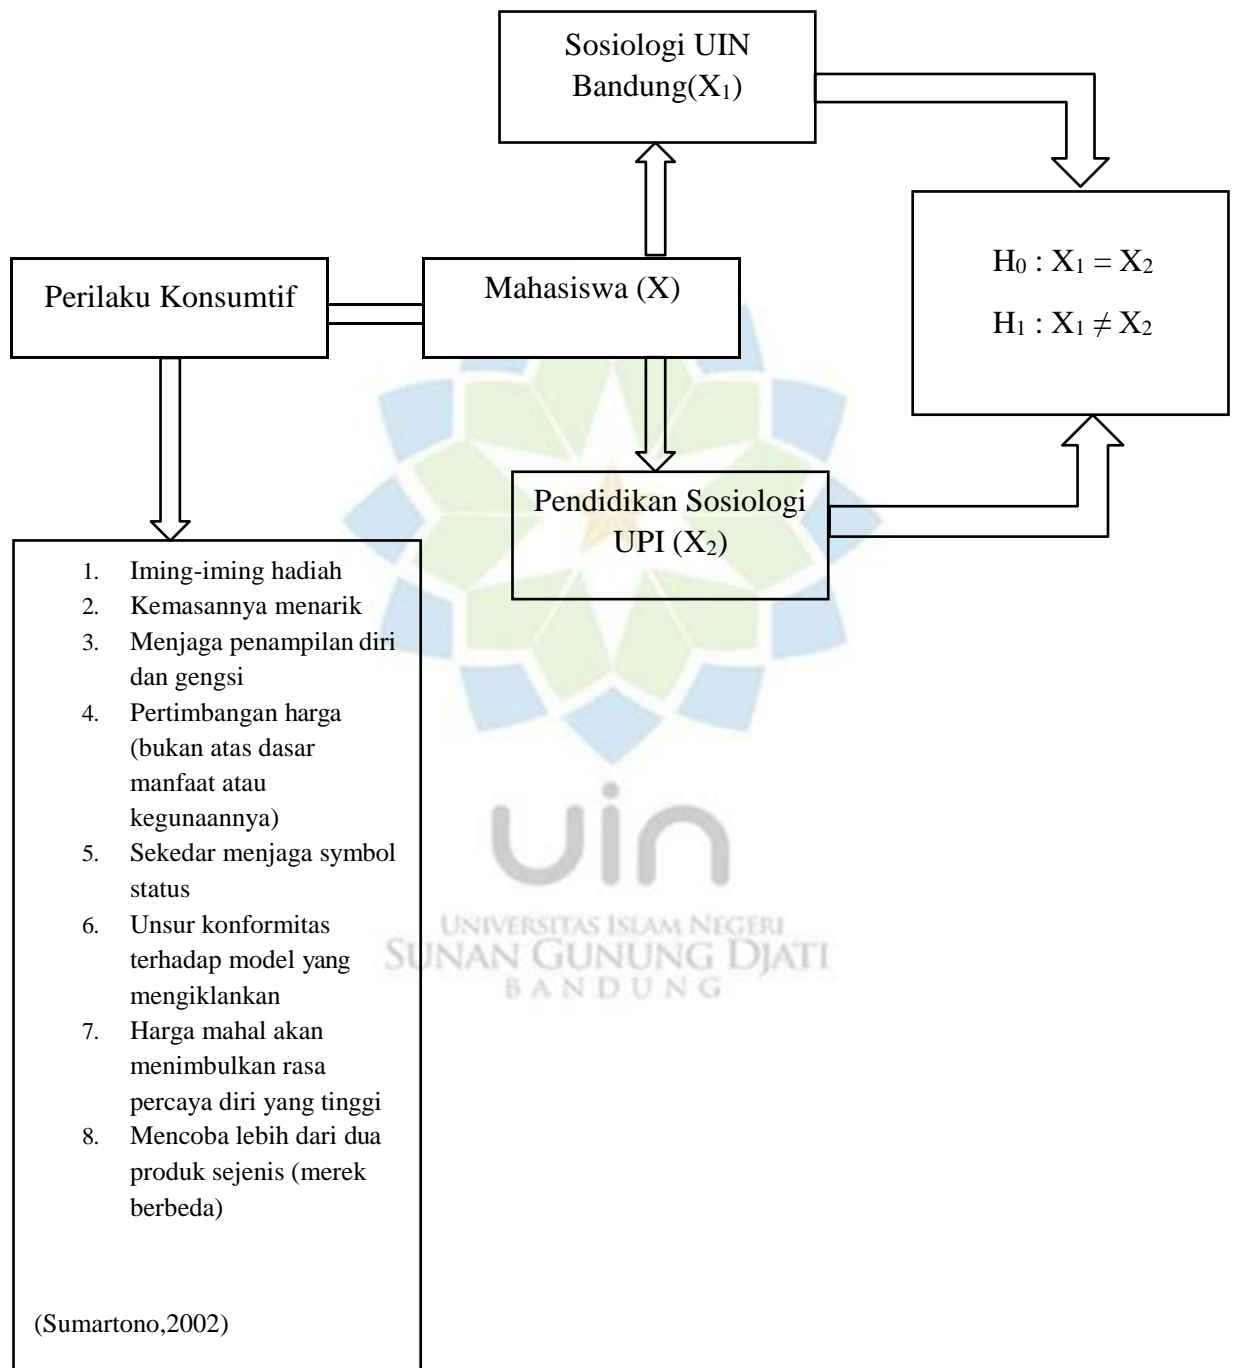 Sosiologi UIN
Bandung(X₁)
H₀ : X₁ = X₂
H₁ : X₁ ≠ X₂
Perilaku Konsumtif
Mahasiswa (X)
Pendidikan Sosiologi
UPI (X₂)
1. Iming-iming hadiah
2. Kemasannya menarik
3. Menjaga penampilan diri
dan gengsi
4. Pertimbangan harga
(bukan atas dasar
manfaat atau
kegunaannya)
5. Sekedar menjaga symbol
status
6. Unsur konformitas
terhadap model yang
mengiklankan
7. Harga mahal akan
menimbulkan rasa
percaya diri yang tinggi
8. Mencoba lebih dari dua
produk sejenis (merek
berbeda)
(Sumartono,2002)
uin
UNIVERSITAS ISLAM NEGERI
SUNAN GUNUNG DJATI
BANDUNG